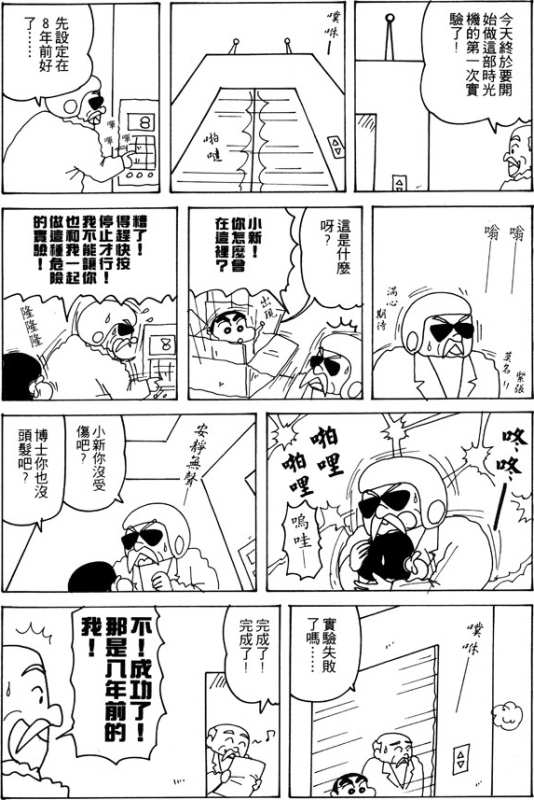 今天終於要開
始做這部時光
機的第一次實
驗了！
噗咻
啪噠
先設定在
８年前好
了……
嗶
嗶
8
嗡
嗡
滿心
期待
莫名
緊張
這是什麼
呀？
小新！
你怎麼會
在這裡？
出現
糟了！
得趕快按
停止才行！
我不能讓你
也和我一起
做這種危險
的實驗！
隆隆隆
8
咚、咚、
啪哩
啪哩
嗚哇—
安靜無聲
小新你沒受
傷吧？
博士你也沒
頭髮吧？
噗咻
實驗失敗
了嗎……
完成了！
完成了！
不！成功了！
那是八年前的
我！